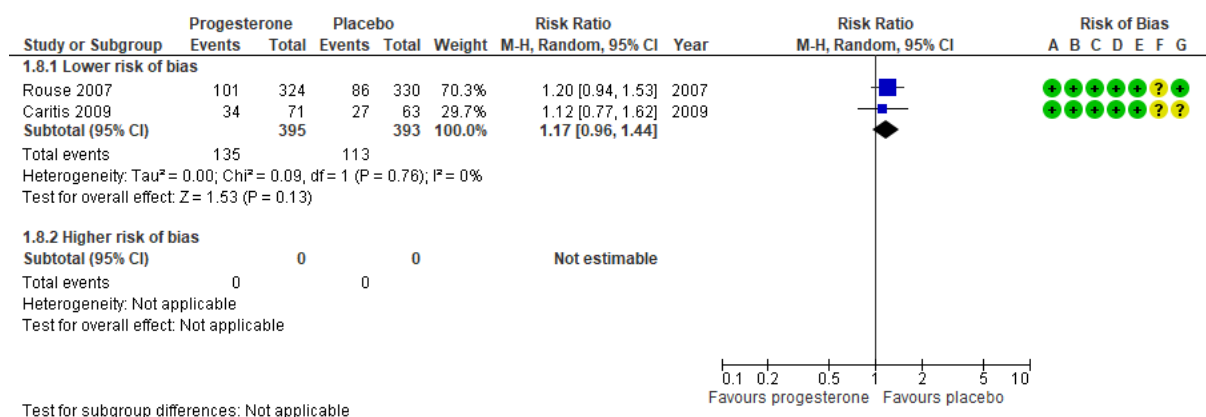 Progesterone Placebo Risk Ratio Risk Ratio Risk of Bias
Study or Subgroup Events Total Events Total Weight M-H, Random, 95% CI Year M-H, Random, 95% CI A B C D E F G
1.8.1 Lower risk of bias
Rouse 2007 101 324 86 330 70.3% 1.20 [0.94, 1.53] 2007 + + + + + ? +
Caritis 2009 34 71 27 63 29.7% 1.12 [0.77, 1.62] 2009 + + + + + ? ?
Subtotal (95% CI) 395 393 100.0% 1.17 [0.96, 1.44]
Total events 135 113
Heterogeneity: Tau² = 0.00; Chi² = 0.09, df = 1 (P = 0.76); I² = 0%
Test for overall effect: Z = 1.53 (P = 0.13)
1.8.2 Higher risk of bias
Subtotal (95% CI) 0 0 Not estimable
Total events 0 0
Heterogeneity: Not applicable
Test for overall effect: Not applicable
0.1 0.2 0.5 1 2 5 10
Favours progesterone Favours placebo
Test for subgroup differences: Not applicable